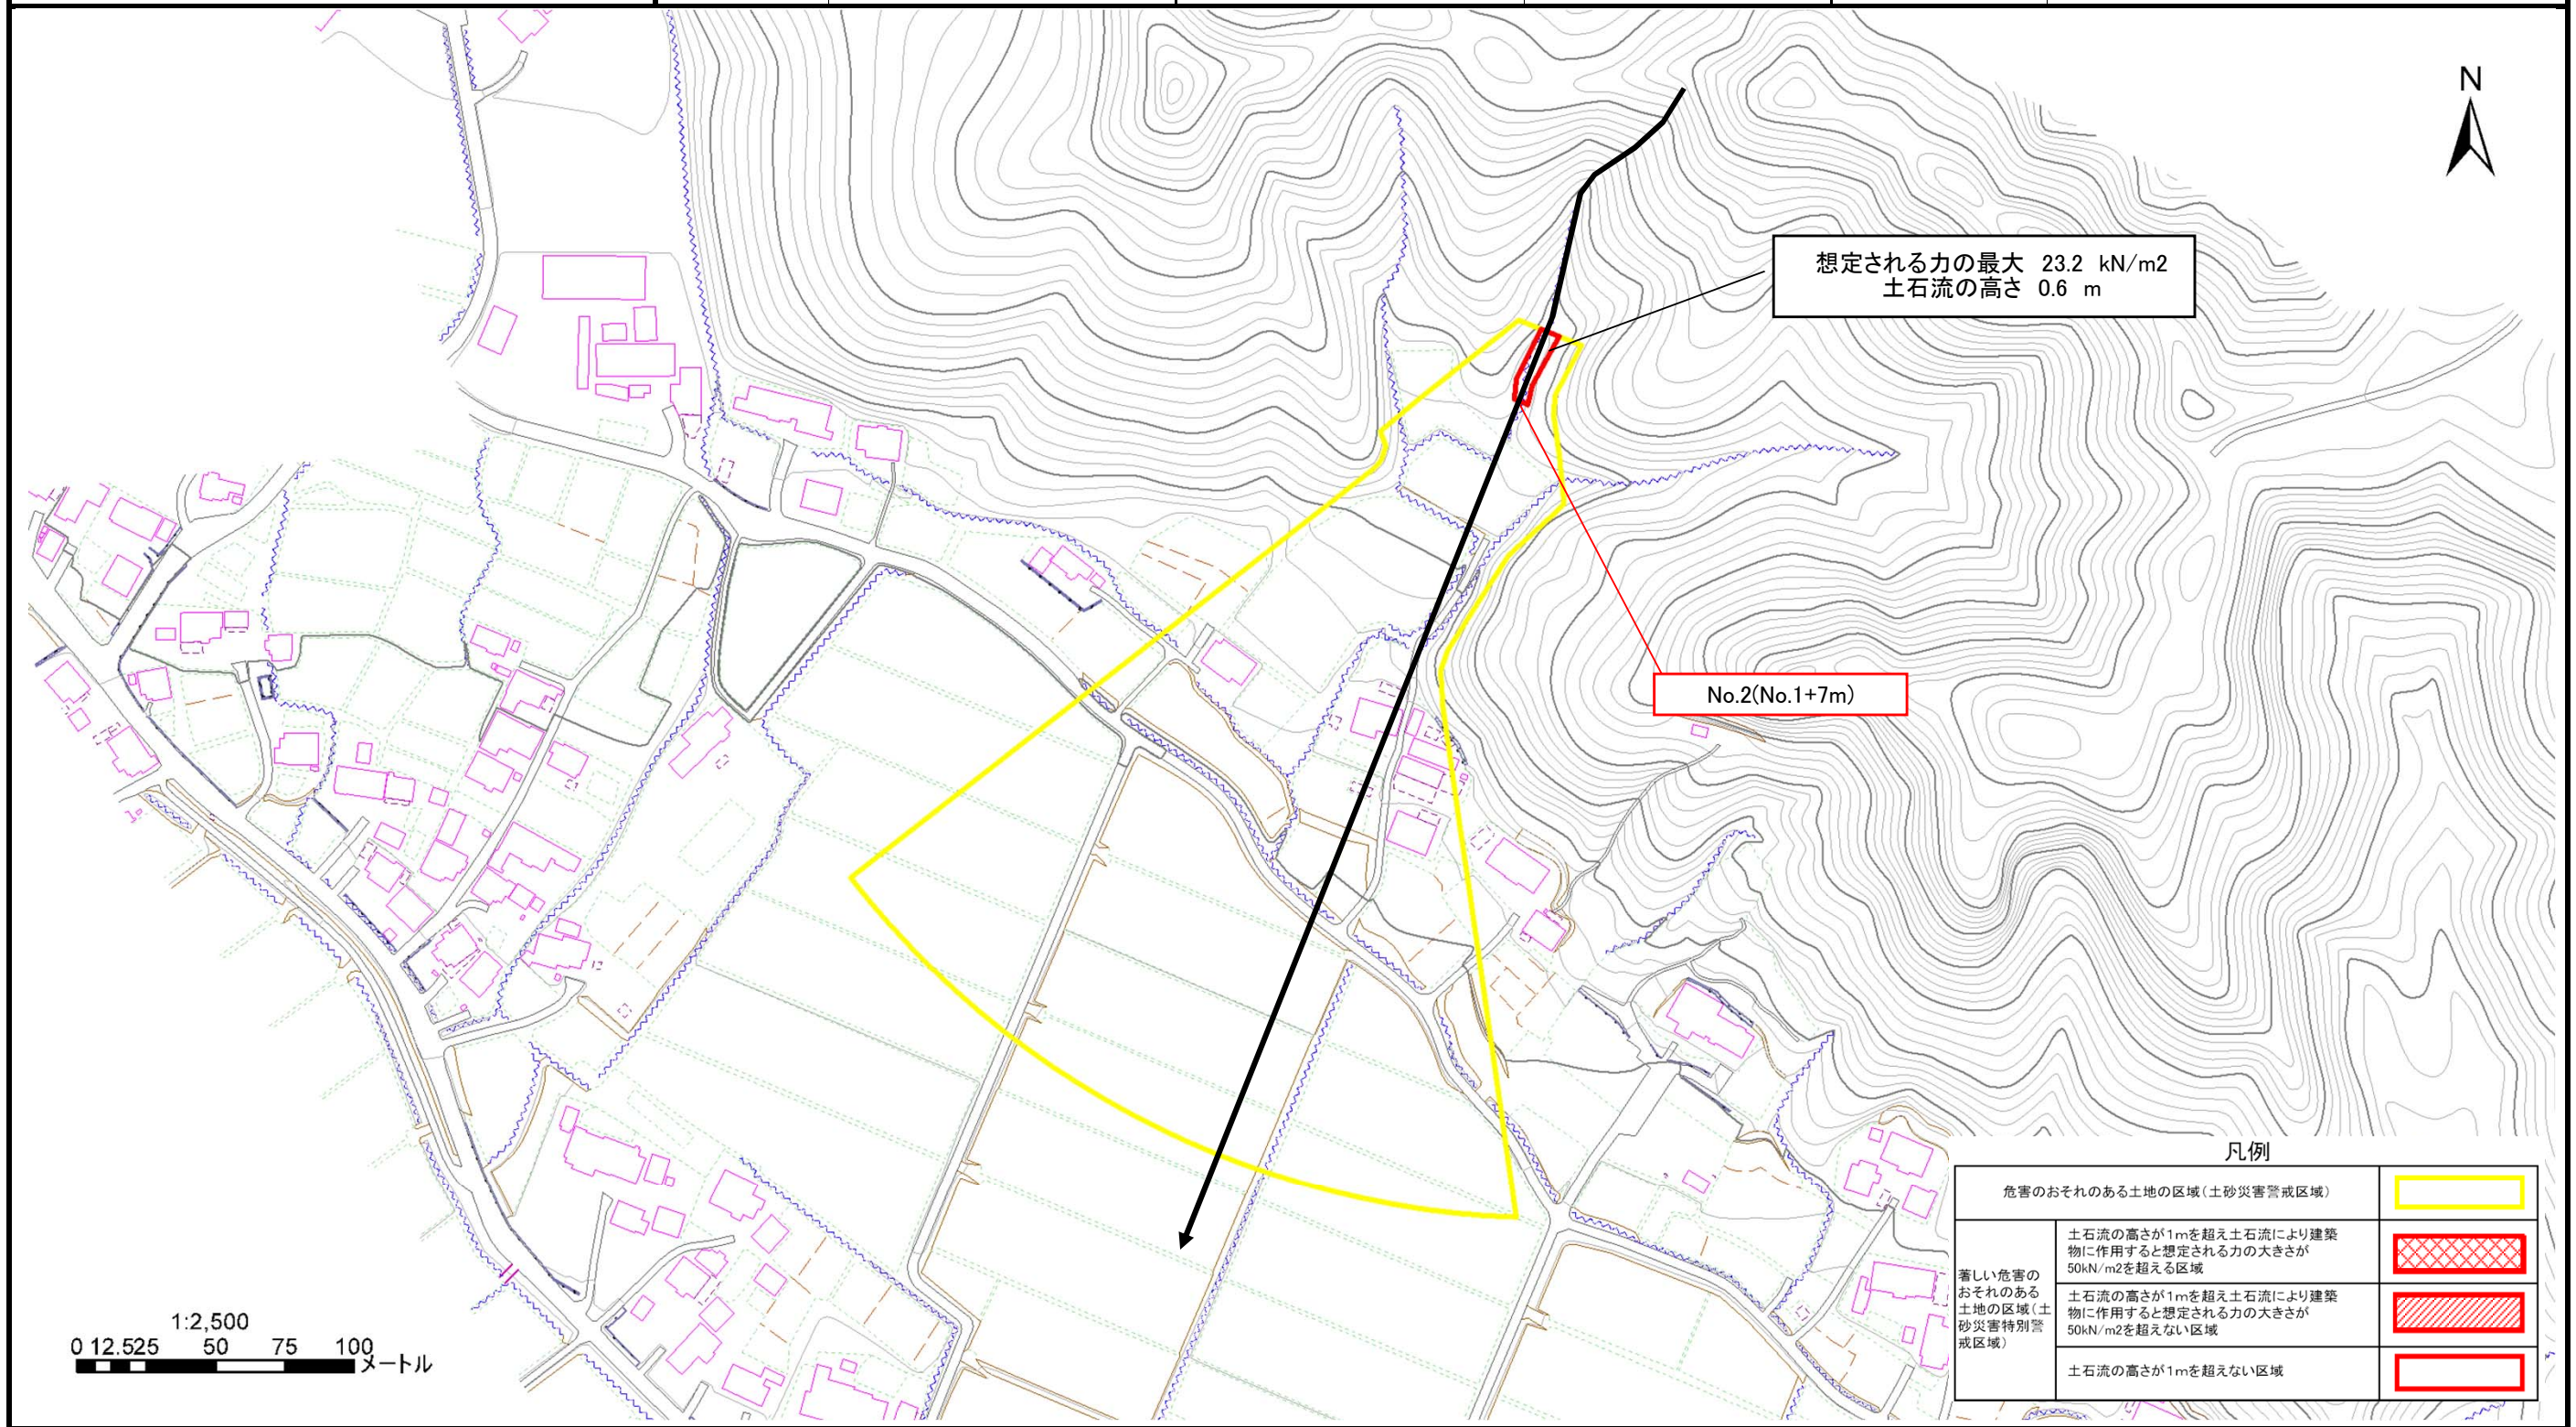 N
想定される力の最大 23.2 kN/m2
土石流の高さ 0.6 m
No.2(No.1+7m)
凡例
危害のおそれのある土地の区域(土砂災害警戒区域)
著しい危害の
おそれのある
土地の区域(土
砂災害特別警
戒区域)
土石流の高さが1mを超え土石流により建築
物に作用すると想定される力の大きさが
50kN/m2を超える区域
土石流の高さが1mを超え土石流により建築
物に作用すると想定される力の大きさが
50kN/m2を超えない区域
土石流の高さが1mを超えない区域
1:2,500
0 12.525 50 75 100
メートル